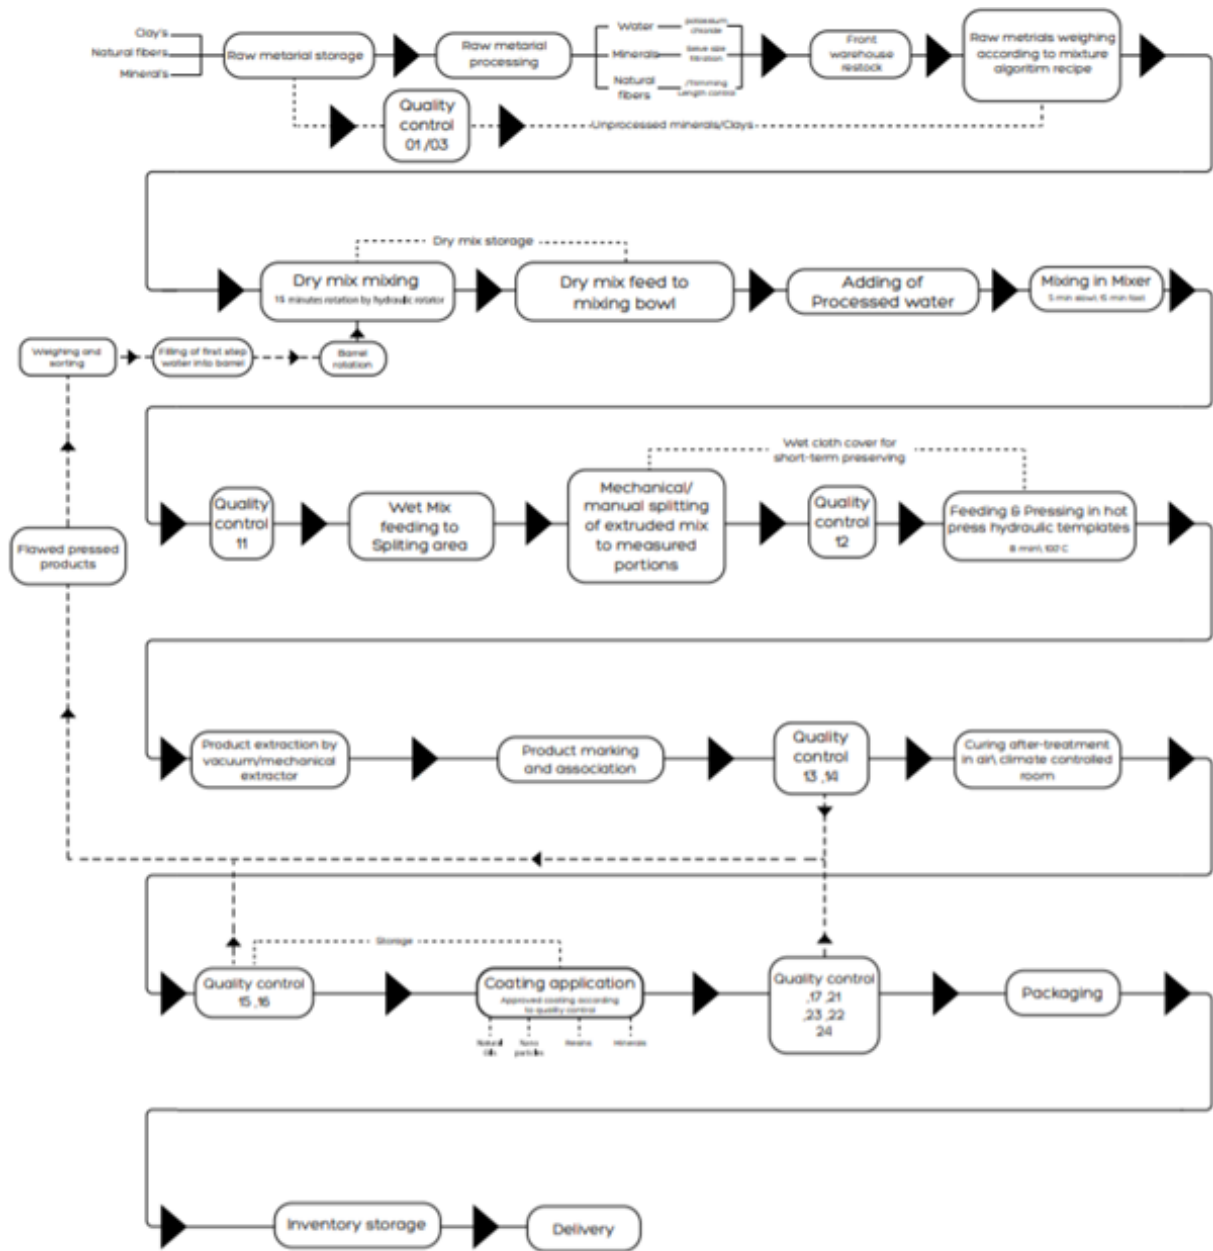 Clay's
Natural fibers
Mineral's
Raw metarial storage
Raw metarial
processing
Water
potassium
chloride
Minerals
Seive size
filtration
Natural
fibers
/Trimming
Length control
Front
warehouse
restock
Raw metrials weighing
according to mixture
algoritim recipe
Quality
control
01 /03
Unprocessed minerals/Clays
Dry mix storage
Dry mix mixing
15 minutes rotation by hydraulic rotator
Dry mix feed to
mixing bowl
Adding of
Processed water
Mixing in Mixer
5 min slow\ 15 min fast
Weighing and
sorting
Filling of first step
water into barrel
Barrel
rotation
Wet cloth cover for
short-term preserving
Quality
control
11
Wet Mix
feeding to
Spliting area
Mechanical/
manual splitting
of extruded mix
to measured
portions
Quality
control
12
Feeding & Pressing in hot
press hydraulic templates
8 min\ 100 C
Flawed pressed
products
Product extraction by
vacuum/mechanical
extractor
Product marking
and association
Quality
control
13 ,14
Curing after-treatment
in air\ climate controlled
room
Storage
Quality control
15 ,16
Coating application
Approved coating according
to quality control
Natural
Oils
Nano
particles
Resins
Minerals
Quality control
,17 ,21
,23 ,22
24
Packaging
Inventory storage
Delivery